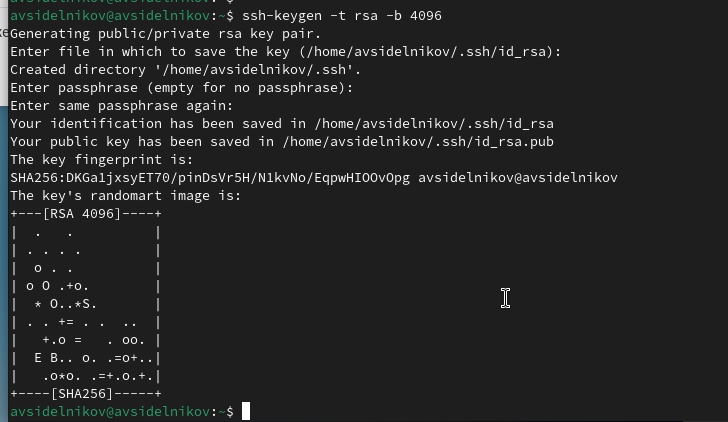 avsidelnikov@avsidelnikov:~$ ssh-keygen -t rsa -b 4096
Generating public/private rsa key pair.
Enter file in which to save the key (/home/avsidelnikov/.ssh/id_rsa):
Created directory '/home/avsidelnikov/.ssh'.
Enter passphrase (empty for no passphrase):
Enter same passphrase again:
Your identification has been saved in /home/avsidelnikov/.ssh/id_rsa
Your public key has been saved in /home/avsidelnikov/.ssh/id_rsa.pub
The key fingerprint is:
SHA256:DKGa1jxsyET70/pinDsVr5H/N1kvNo/EqpwHIOOvOpg avsidelnikov@avsidelnikov
The key's randomart image is:
+---[RSA 4096]----+
|  .   .          |
| . . . .         |
|  o . .          |
| o O .+o.        |
|  * O..*S.       |
| . . += . .  ..  |
|   +.o =   . oo. |
|  E B.. o. .=o+..|
|   .o*o. .=+.o.+.|
+----[SHA256]-----+
avsidelnikov@avsidelnikov:~$